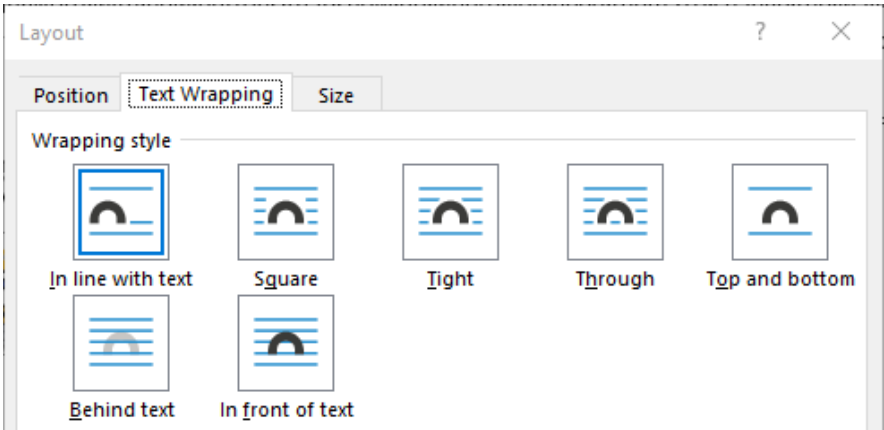 Layout ?
Position Text Wrapping Size
Wrapping style
In line with text Square Tight Through Top and bottom
Behind text In front of text